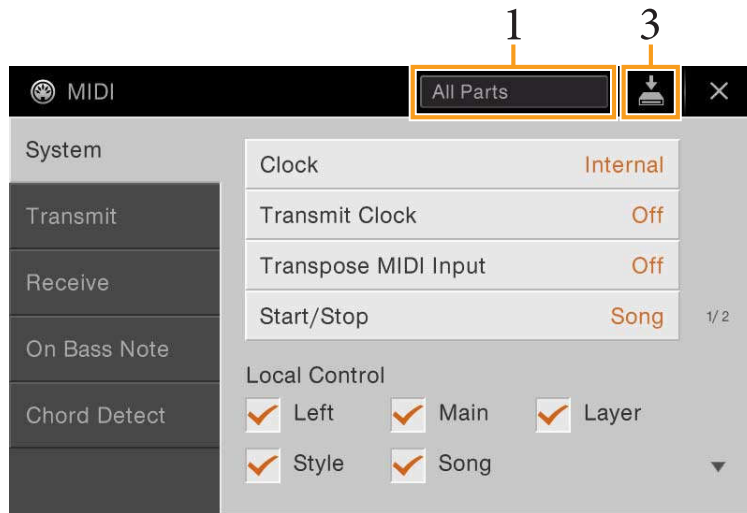 1 3
MIDI All Parts
System
Transmit
Receive
On Bass Note
Chord Detect
Clock Internal
Transmit Clock Off
Transpose MIDI Input Off
Start/Stop Song
1/2
Local Control
Left Main Layer
Style Song